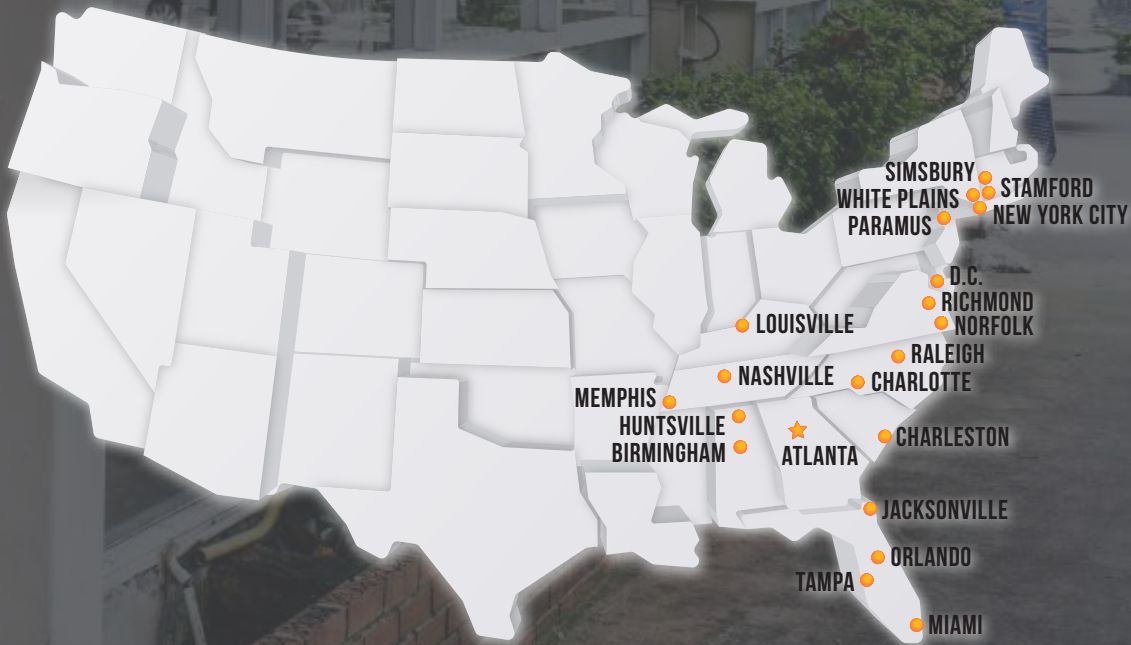 SIMSBURY
STAMFORD
WHITE PLAINS
NEW YORK CITY
PARAMUS
D.C.
RICHMOND
LOUISVILLE
NORFOLK
RALEIGH
NASHVILLE
CHARLOTTE
MEMPHIS
HUNTSVILLE
CHARLESTON
BIRMINGHAM
ATLANTA
JACKSONVILLE
ORLANDO
TAMPA
MIAMI